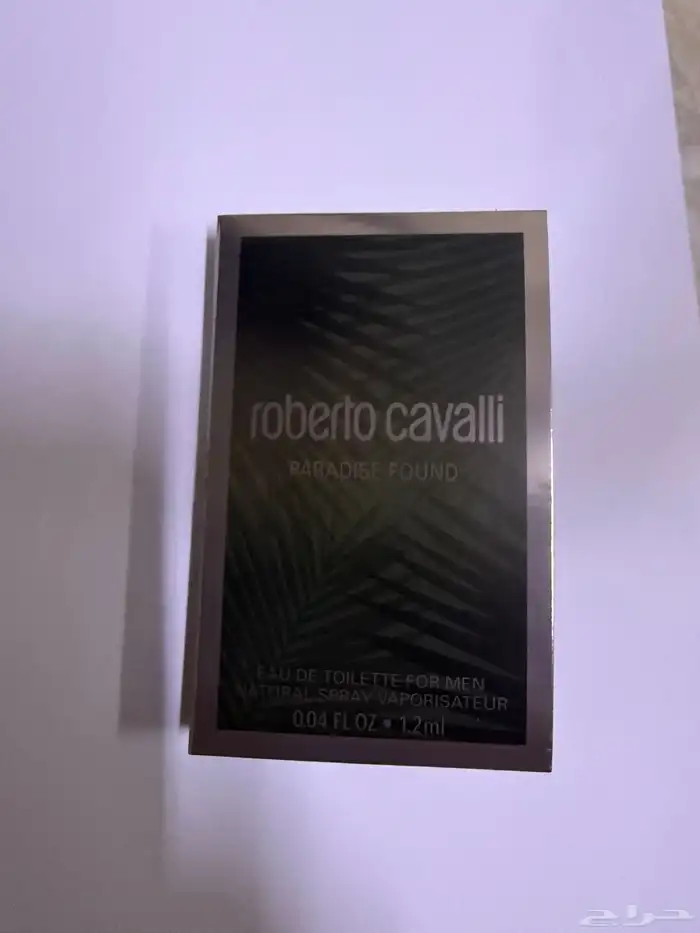 roberto cavalli
PARADISE FOUND
EAU DE TOILETTE FOR MEN
NATURAL SPRAY VAPORISATEUR
0.04 FL OZ • 1.2ml
حراج